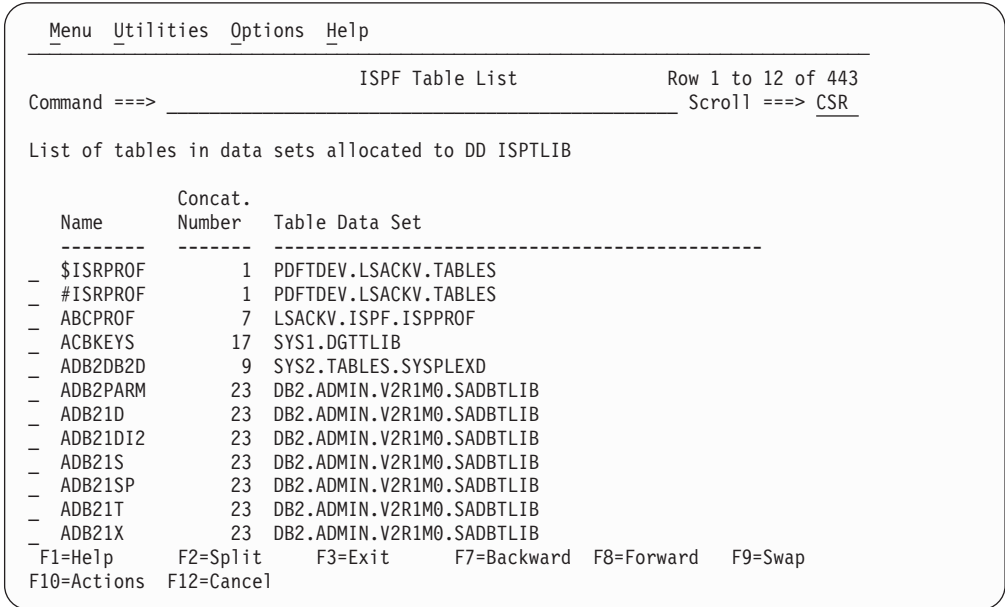 Menu Utilities Options Help
ISPF Table List Row 1 to 12 of 443
Command ===> ________________________________________________ Scroll ===> CSR
List of tables in data sets allocated to DD ISPTLIB
Concat.
Name Number Table Data Set
-------- ------- ----------------------------------------------
_ $ISRPROF 1 PDFTDEV.LSACKV.TABLES
_ #ISRPROF 1 PDFTDEV.LSACKV.TABLES
_ ABCPROF 7 LSACKV.ISPF.ISPPROF
_ ACBKEYS 17 SYS1.DGTTLIB
_ ADB2DB2D 9 SYS2.TABLES.SYSPLEXD
_ ADB2PARM 23 DB2.ADMIN.V2R1M0.SADBTLIB
_ ADB21D 23 DB2.ADMIN.V2R1M0.SADBTLIB
_ ADB21DI2 23 DB2.ADMIN.V2R1M0.SADBTLIB
_ ADB21S 23 DB2.ADMIN.V2R1M0.SADBTLIB
_ ADB21SP 23 DB2.ADMIN.V2R1M0.SADBTLIB
_ ADB21T 23 DB2.ADMIN.V2R1M0.SADBTLIB
_ ADB21X 23 DB2.ADMIN.V2R1M0.SADBTLIB
F1=Help F2=Split F3=Exit F7=Backward F8=Forward F9=Swap
F10=Actions F12=Cancel